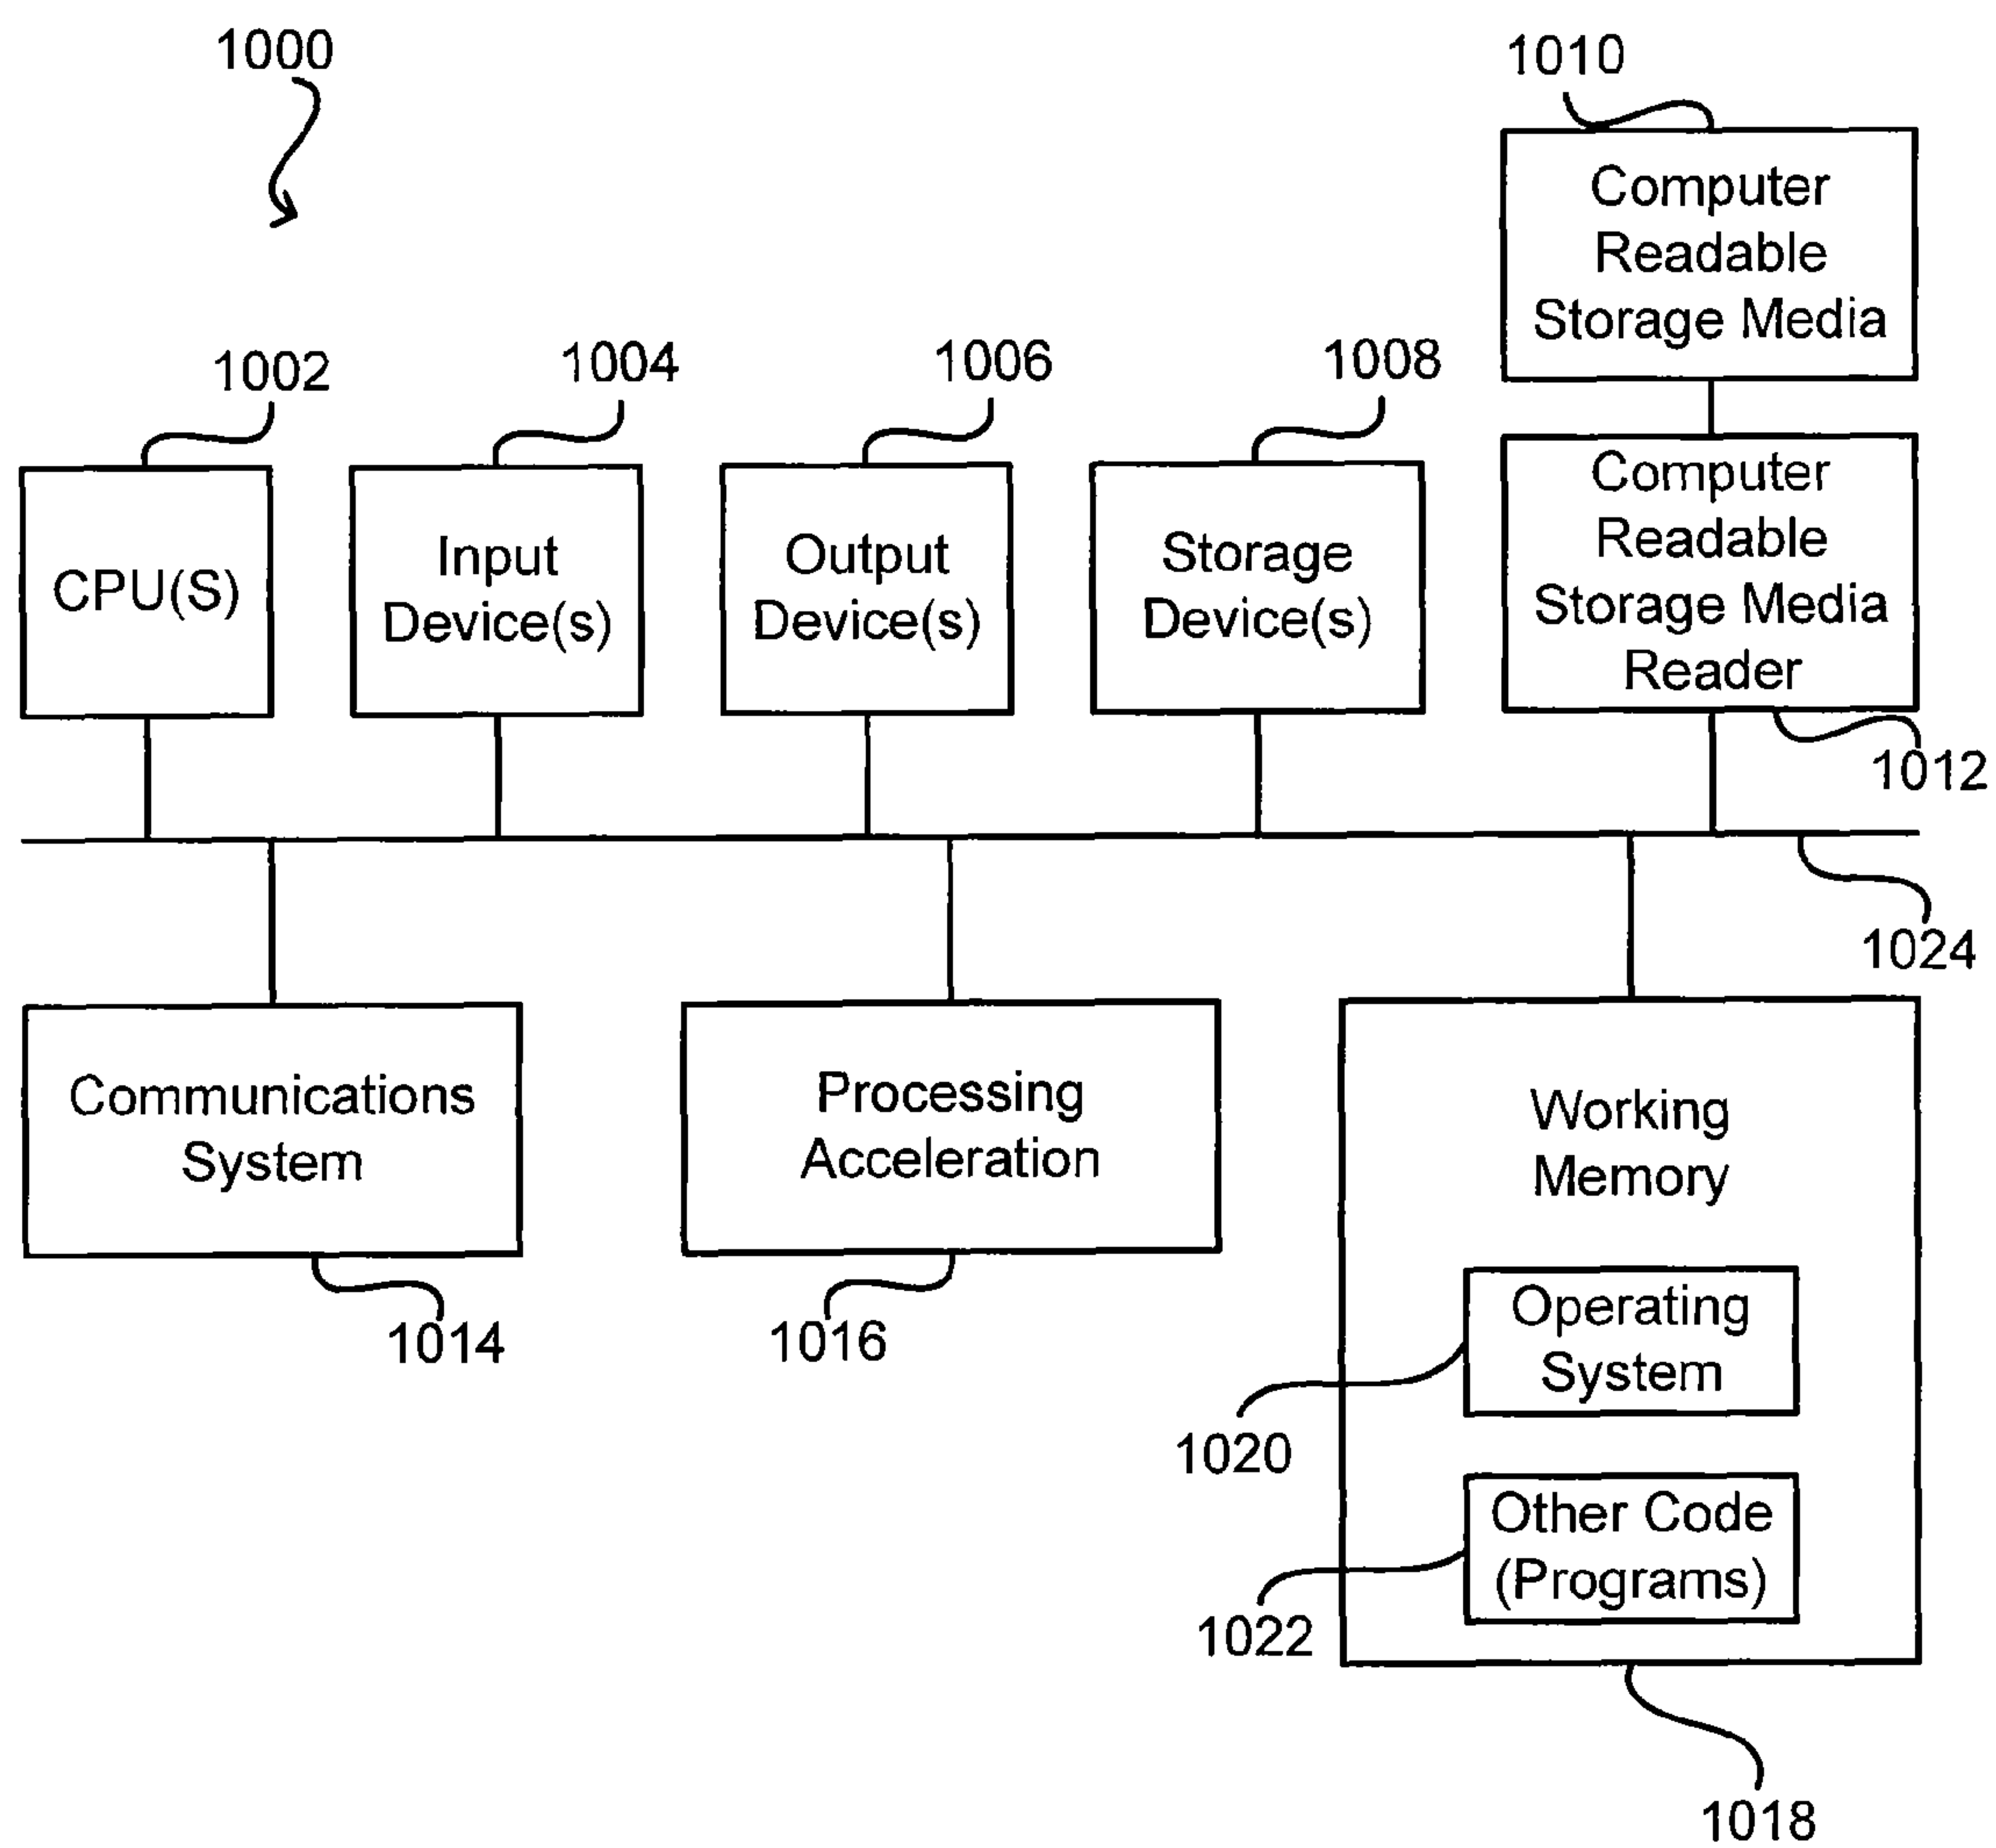 1000
1010
Computer
Readable
Storage Media
1002
1004
1006
1008
CPU(S)
Input
Device(s)
Output
Device(s)
Storage
Device(s)
Computer
Readable
Storage Media
Reader
1012
1024
Communications
System
1014
Processing
Acceleration
1016
Working
Memory
Operating
System
1020
Other Code
(Programs)
1022
1018